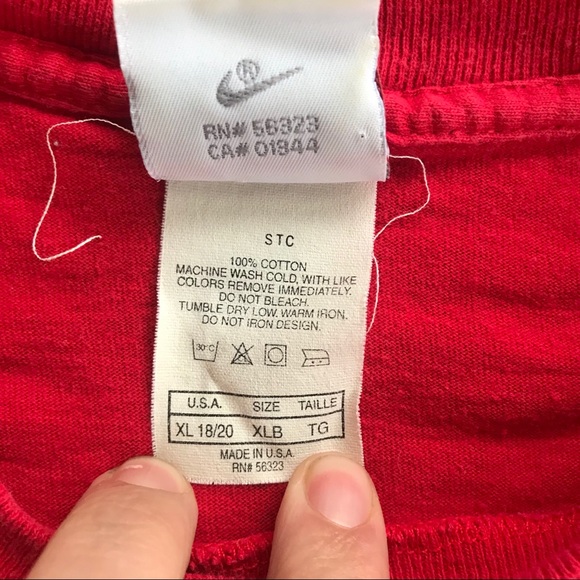 ®
RN# 56323
CA# 01944
STC
100% COTTON
MACHINE WASH COLD, WITH LIKE
COLORS REMOVE IMMEDIATELY.
DO NOT BLEACH.
TUMBLE DRY LOW. WARM IRON.
DO NOT IRON DESIGN.
30°C
U.S.A. SIZE TAILLE
XL 18/20 XLB TG
MADE IN U.S.A.
RN# 56323